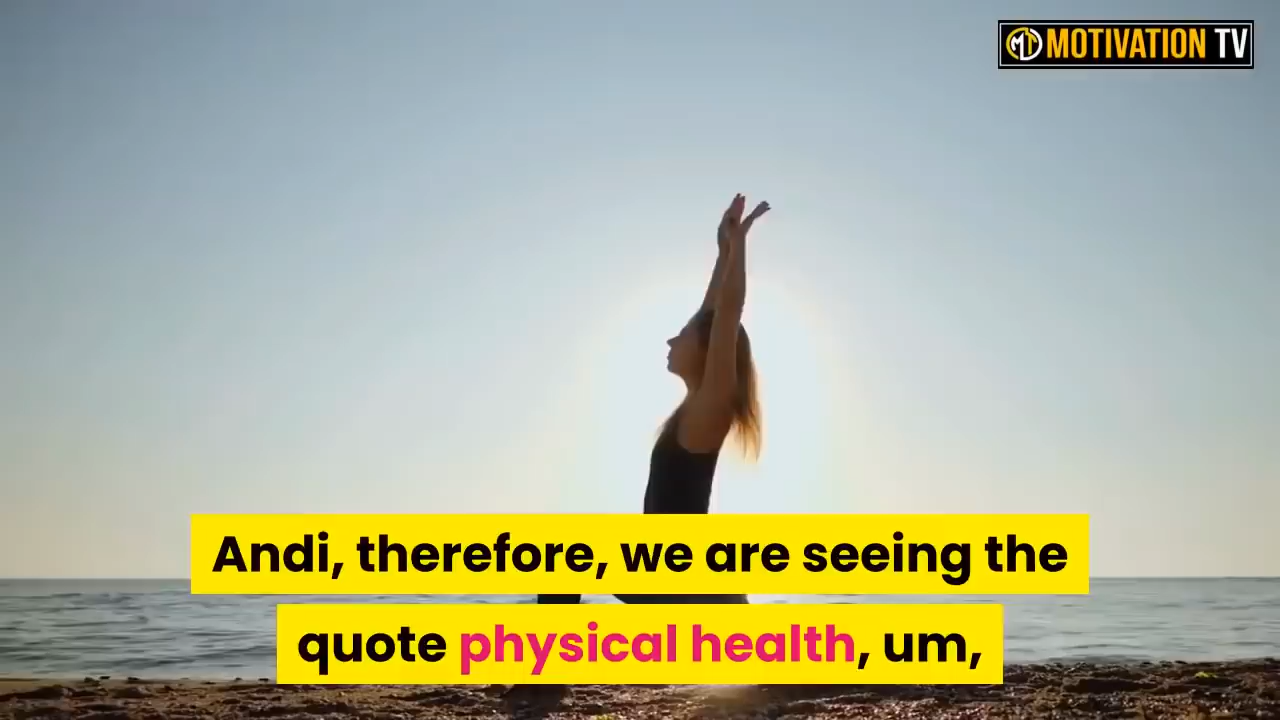 MOTIVATION TV
Andi, therefore, we are seeing the
quote physical health, um,